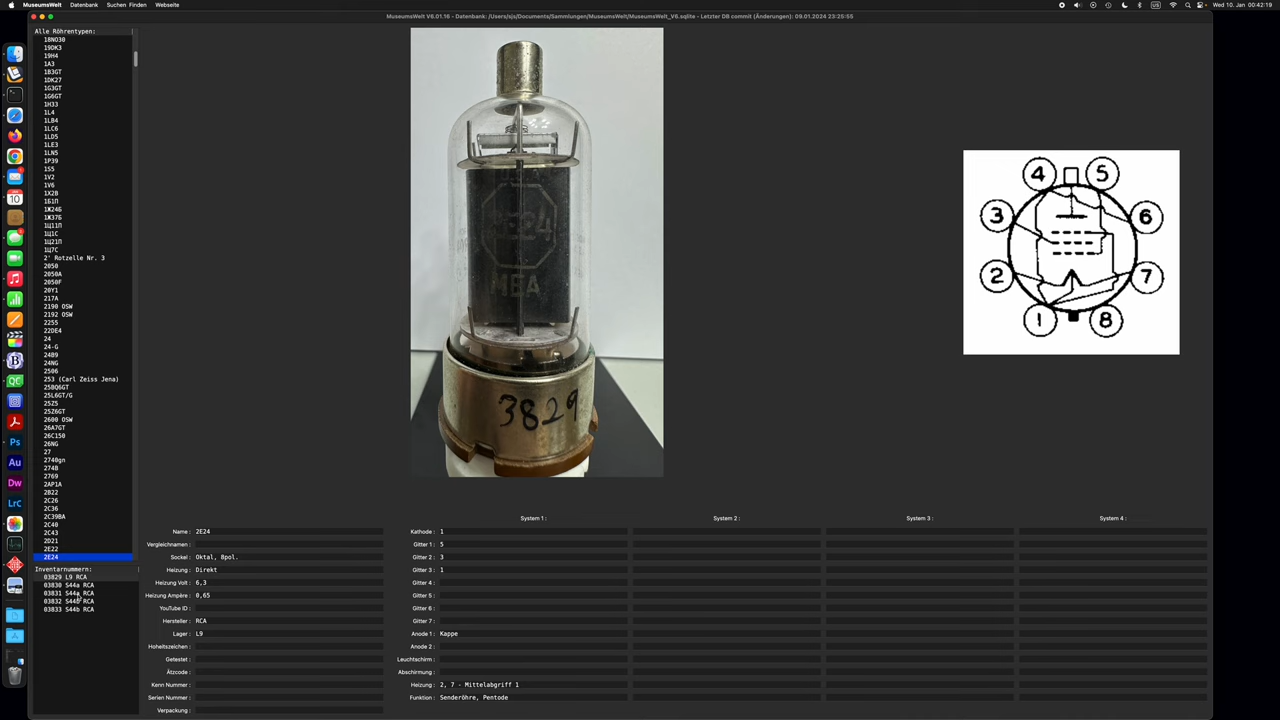 MuseumsWelt Datenbank Suchen Finden Webseite
US Wed 10. Jan 00:42:19
MuseumsWelt V6.01.16 - Datenbank: /Users/sjs/Documents/Sammlungen/MuseumsWelt/MuseumsWelt_V6.sqlite - Letzter DB commit (Änderungen): 09.01.2024 23:25:55
Alle Röhrentypen:
18NO30
19DK3
19H4
1A3
1B3GT
1DK27
1G3GT
1G6GT
1H33
1L4
1LB4
1LC6
1LD5
1LE3
1LN5
1P39
1S5
1V2
1V6
1X2B
1Б1П
1Ж24Б
1Ж37Б
1Ц11П
1Ц1С
1Ц21П
1Ц7С
2' Rotzelle Nr. 3
2050
2050A
2050F
20Y1
217A
2190 OSW
2192 OSW
2255
22DE4
24
24-G
24B9
24NG
2506
253 (Carl Zeiss Jena)
25BQ6GT
25L6GT/G
25Z5
25Z6GT
2600 OSW
26A7GT
26C150
26NG
27
2740gn
274B
2769
2AP1A
2B22
2C26
2C36
2C39BA
2C40
2C43
2D21
2E22
2E24
Inventarnummern:
03829 L9 RCA
03830 S44a RCA
03831 S44a RCA
03832 S44b RCA
03833 S44b RCA
3829
4 5
3 6
2 7
1 8
System 1 : System 2 : System 3 : System 4 :
Name : 2E24
Vergleichnamen :
Sockel : Oktal, 8pol.
Heizung : Direkt
Heizung Volt : 6,3
Heizung Ampère : 0,65
YouTube ID :
Hersteller : RCA
Lager : L9
Hoheitszeichen :
Getestet :
Ätzcode :
Kenn Nummer :
Serien Nummer :
Verpackung :
Kathode : 1
Gitter 1 : 5
Gitter 2 : 3
Gitter 3 : 1
Gitter 4 :
Gitter 5 :
Gitter 6 :
Gitter 7 :
Anode 1 : Kappe
Anode 2 :
Leuchtschirm :
Abschirmung :
Heizung : 2, 7 - Mittelabgriff 1
Funktion : Senderöhre, Pentode